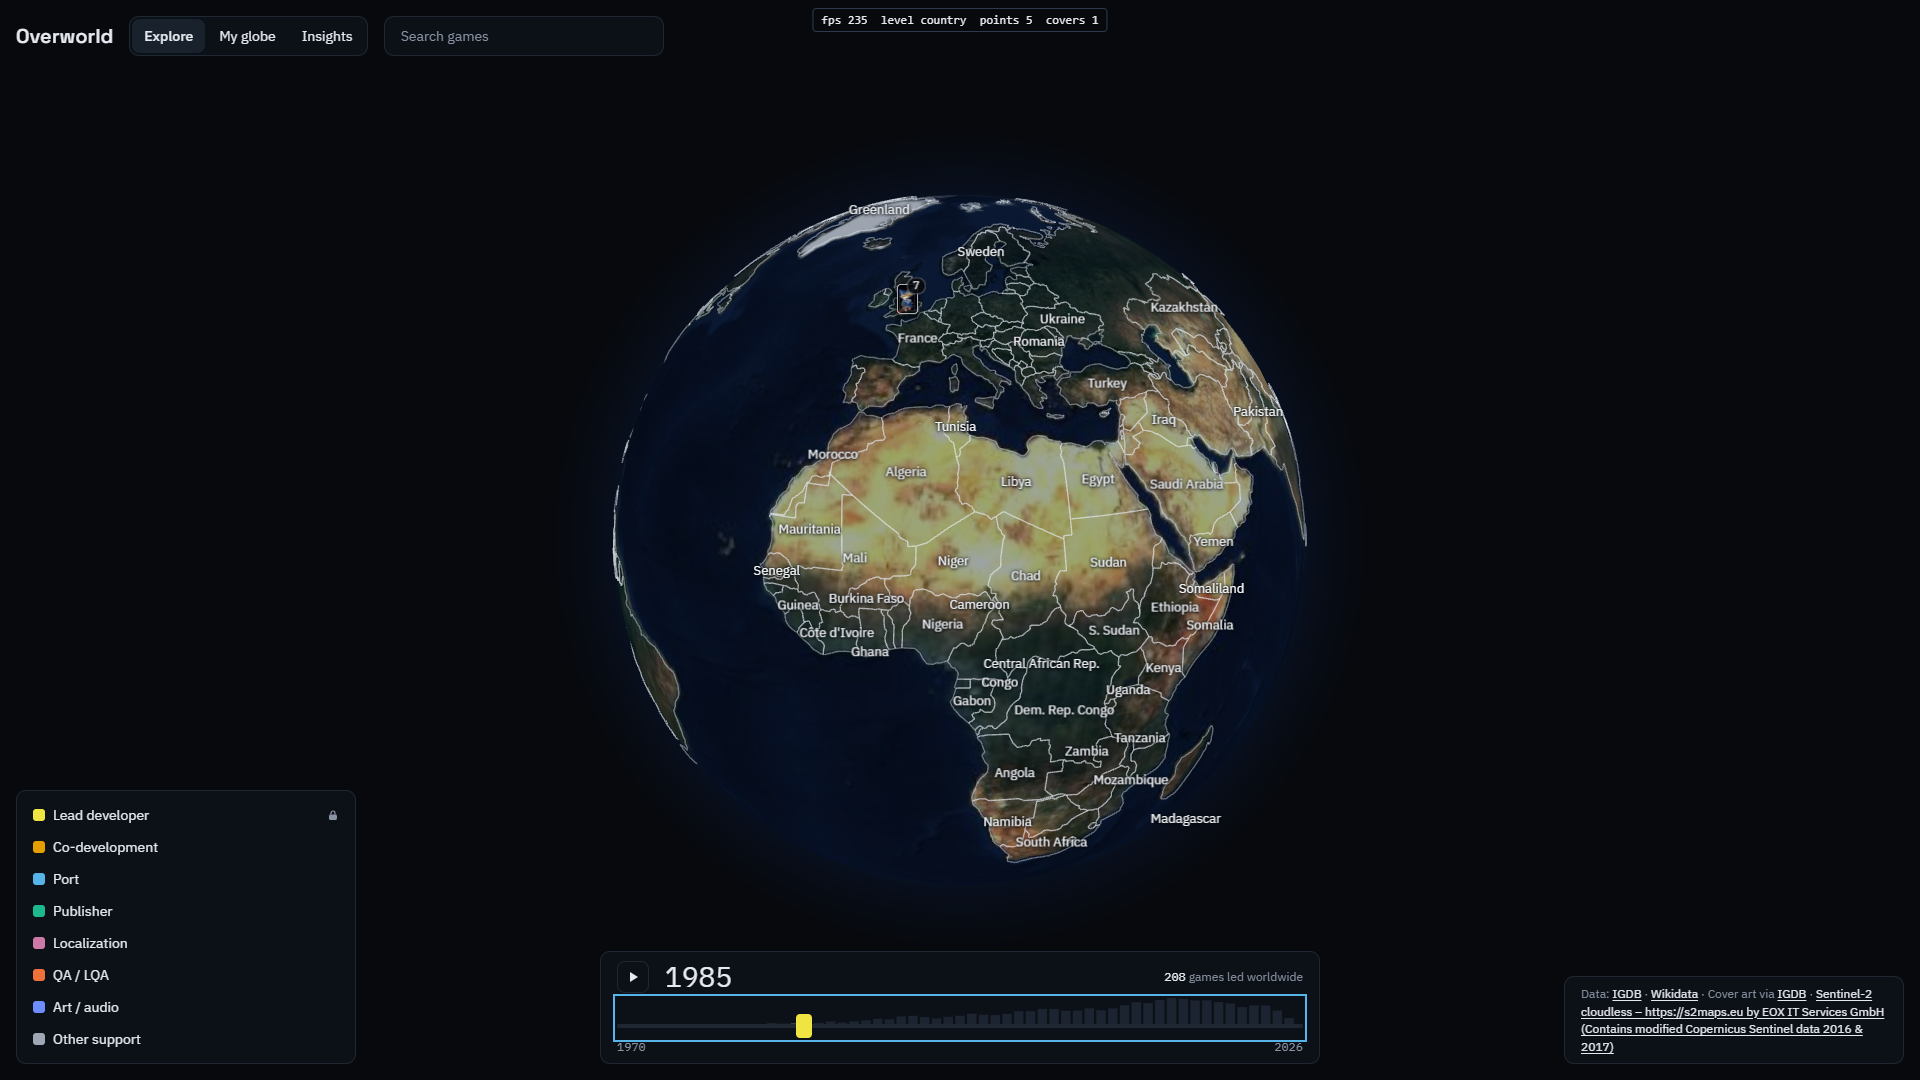 Overworld
Explore
My globe
Insights
Search games
fps 235 level country points 5 covers 1
Greenland
Sweden
7
Kazakhstan
Ukraine
France
Romania
Turkey
Pakistan
Iraq
Tunisia
Morocco
Algeria
Libya
Egypt
Saudi Arabia
Mauritania
Yemen
Mali
Niger
Sudan
Senegal
Chad
Somaliland
Burkina Faso
Guinea
Cameroon
Ethiopia
Nigeria
Somalia
Côte d'Ivoire
S. Sudan
Ghana
Central African Rep.
Kenya
Congo
Uganda
Gabon
Dem. Rep. Congo
Tanzania
Zambia
Angola
Mozambique
Namibia
Madagascar
South Africa
Lead developer
Co-development
Port
Publisher
Localization
QA / LQA
Art / audio
Other support
1985
208 games led worldwide
1970
2026
Data: IGDB · Wikidata · Cover art via IGDB · Sentinel-2
cloudless – https://s2maps.eu by EOX IT Services GmbH
(Contains modified Copernicus Sentinel data 2016 &
2017)